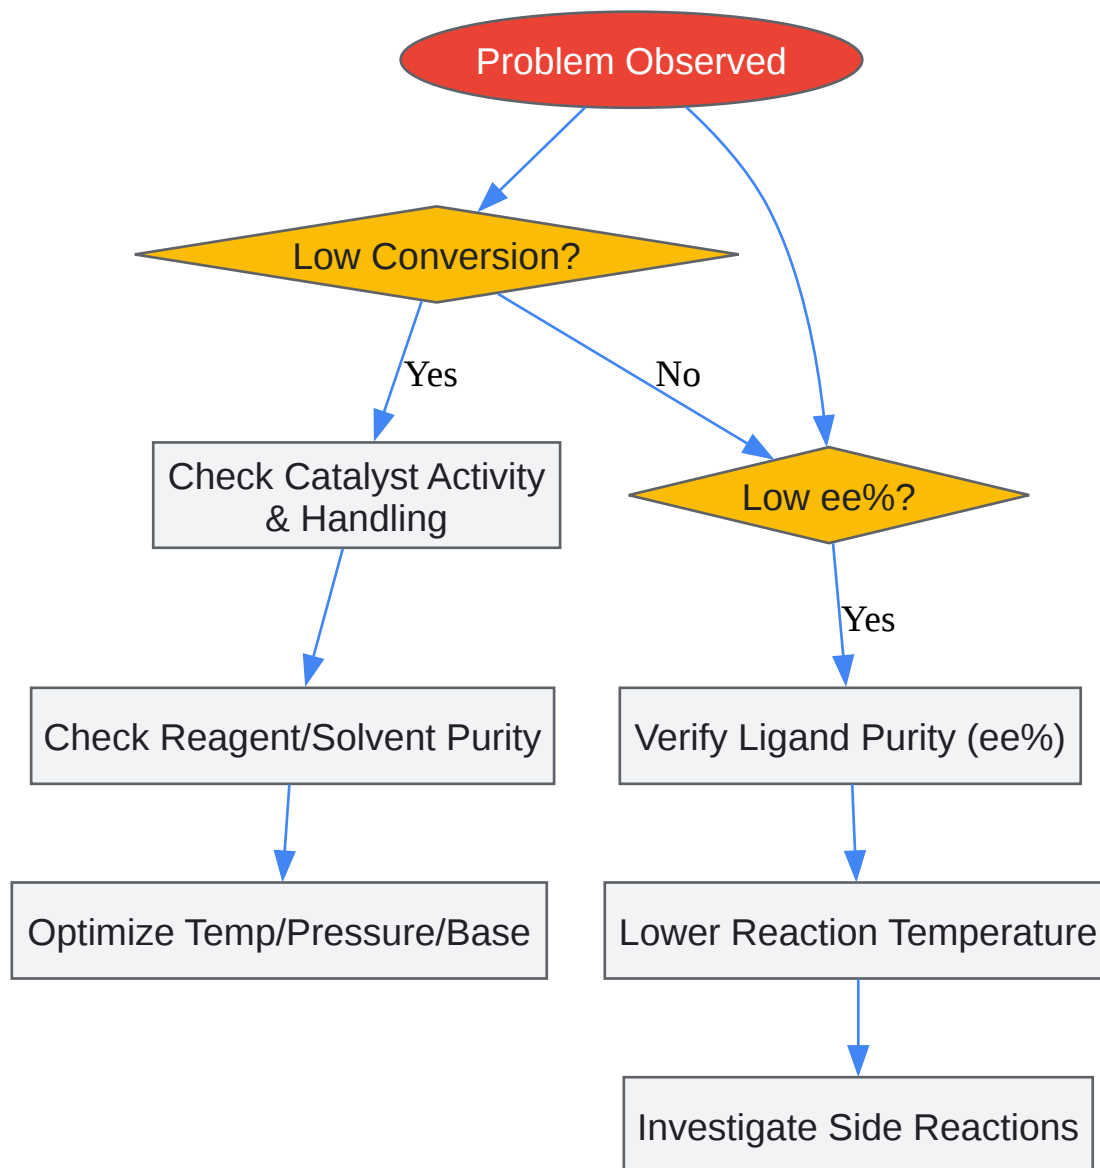 Problem Observed
Low Conversion?
Yes
No
Check Catalyst Activity
& Handling
Low ee%?
Yes
Check Reagent/Solvent Purity
Verify Ligand Purity (ee%)
Optimize Temp/Pressure/Base
Lower Reaction Temperature
Investigate Side Reactions